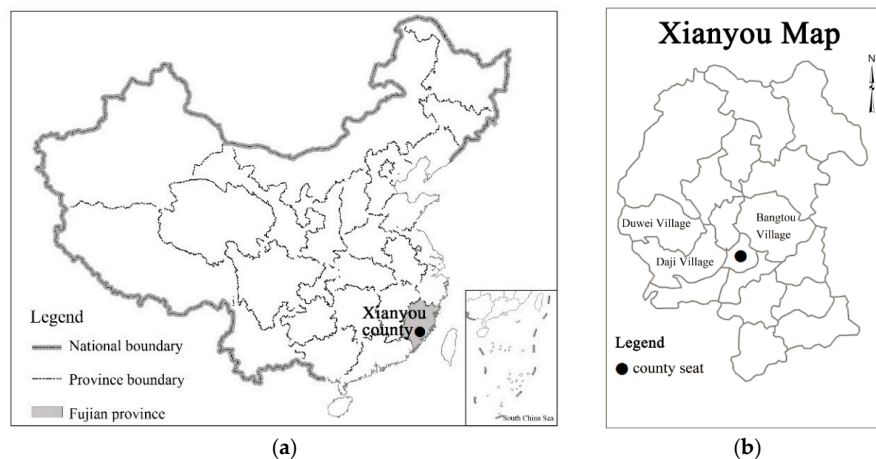 Xianyou
county
Legend
National boundary
Province boundary
Fujian province
South China Sea
(a)
Xianyou Map
N
Duwei Village
Bangtou
Village
Daji Village
Legend
county seat
(b)